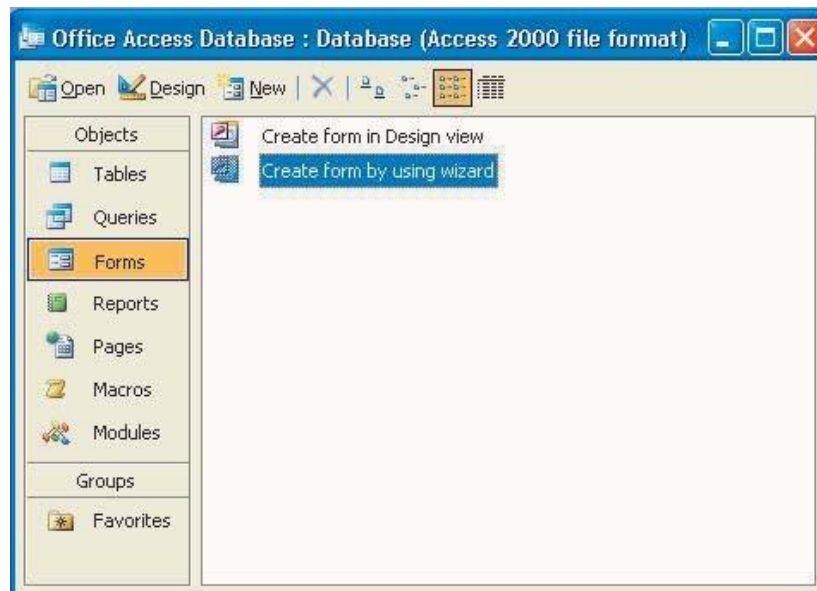 Office Access Database : Database (Access 2000 file format)
Open Design New
Objects
Tables
Queries
Forms
Reports
Pages
Macros
Modules
Groups
Favorites
Create form in Design view
Create form by using wizard